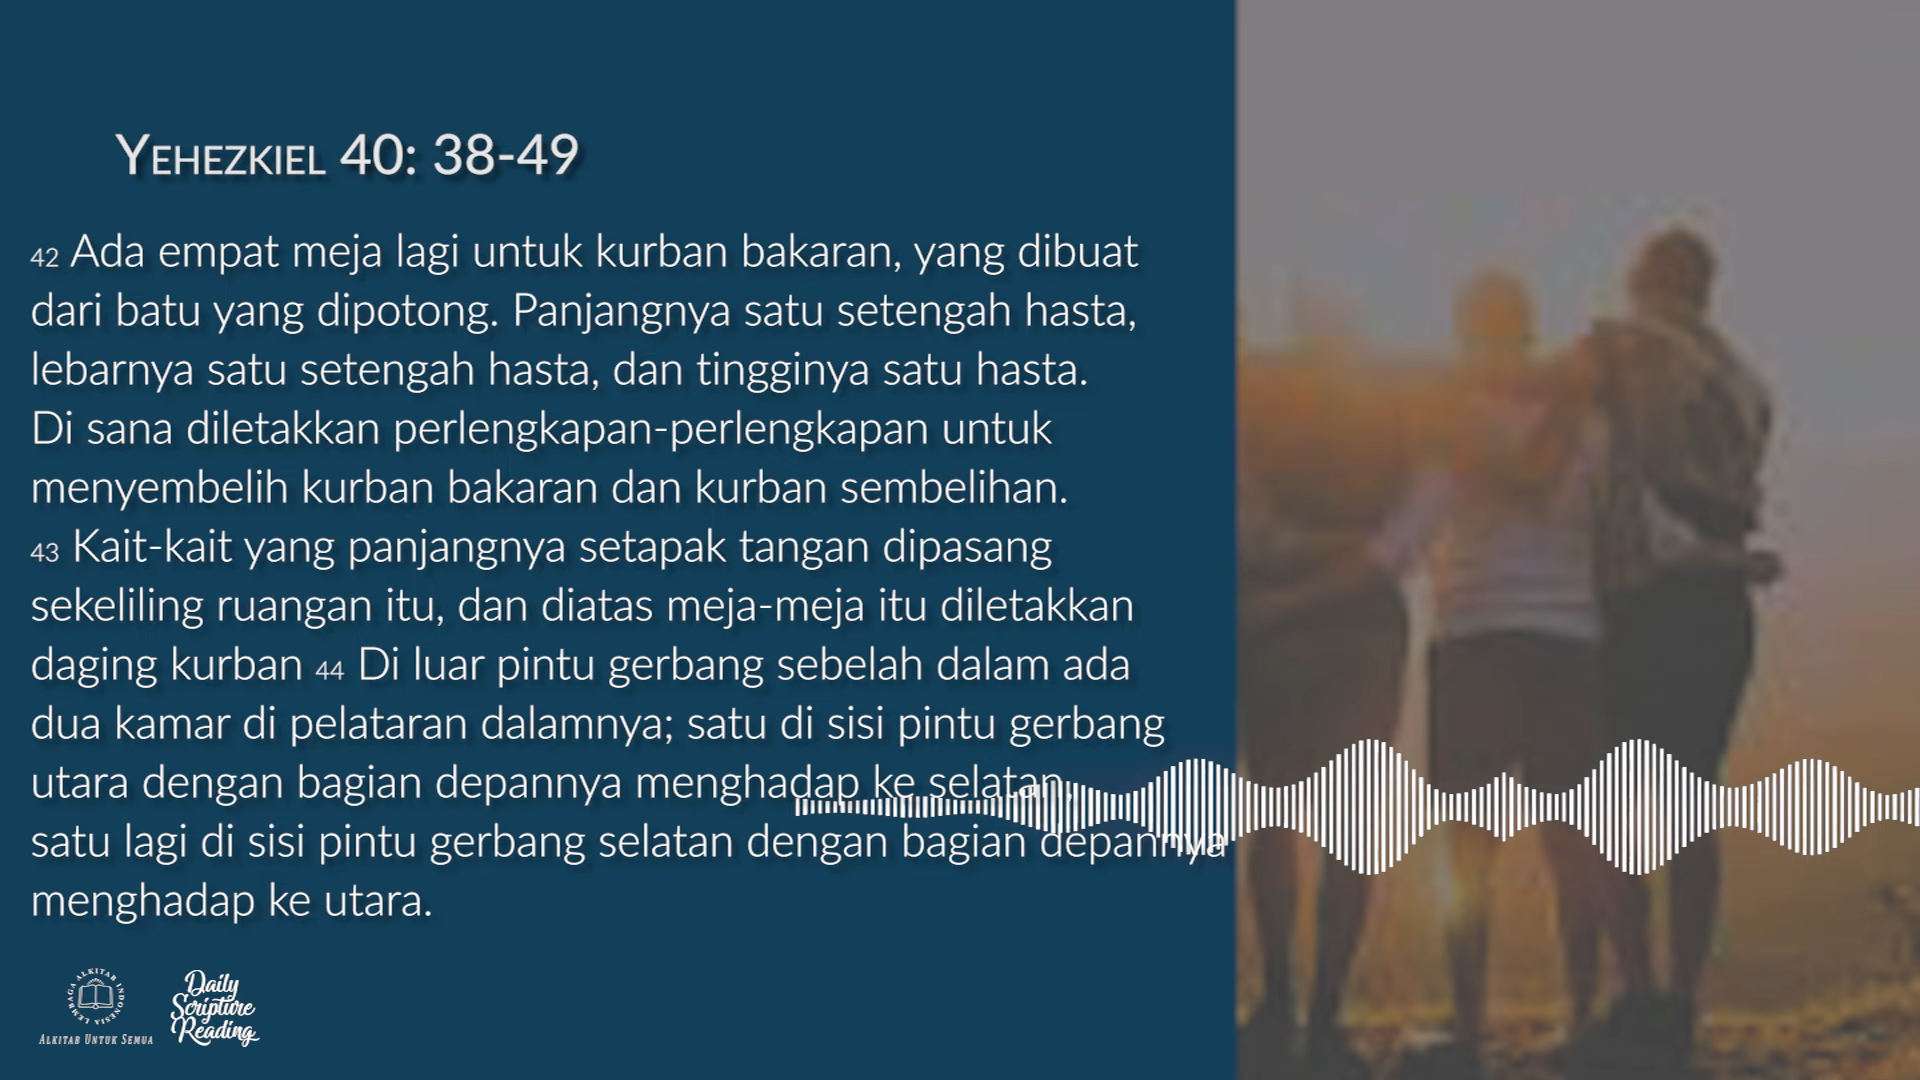 YEHEZKIEL 40: 38-49
42 Ada empat meja lagi untuk kurban bakaran, yang dibuat
dari batu yang dipotong. Panjangnya satu setengah hasta,
lebarnya satu setengah hasta, dan tingginya satu hasta.
Di sana diletakkan perlengkapan-perlengkapan untuk
menyembelih kurban bakaran dan kurban sembelihan.
43 Kait-kait yang panjangnya setapak tangan dipasang
sekeliling ruangan itu, dan diatas meja-meja itu diletakkan
daging kurban 44 Di luar pintu gerbang sebelah dalam ada
dua kamar di pelataran dalamnya; satu di sisi pintu gerbang
utara dengan bagian depannya menghadap ke selatan,
satu lagi di sisi pintu gerbang selatan dengan bagian depannya
menghadap ke utara.
LEMBAGA ALKITAB INDONESIA
ALKITAB UNTUK SEMUA
Daily
Scripture
Reading